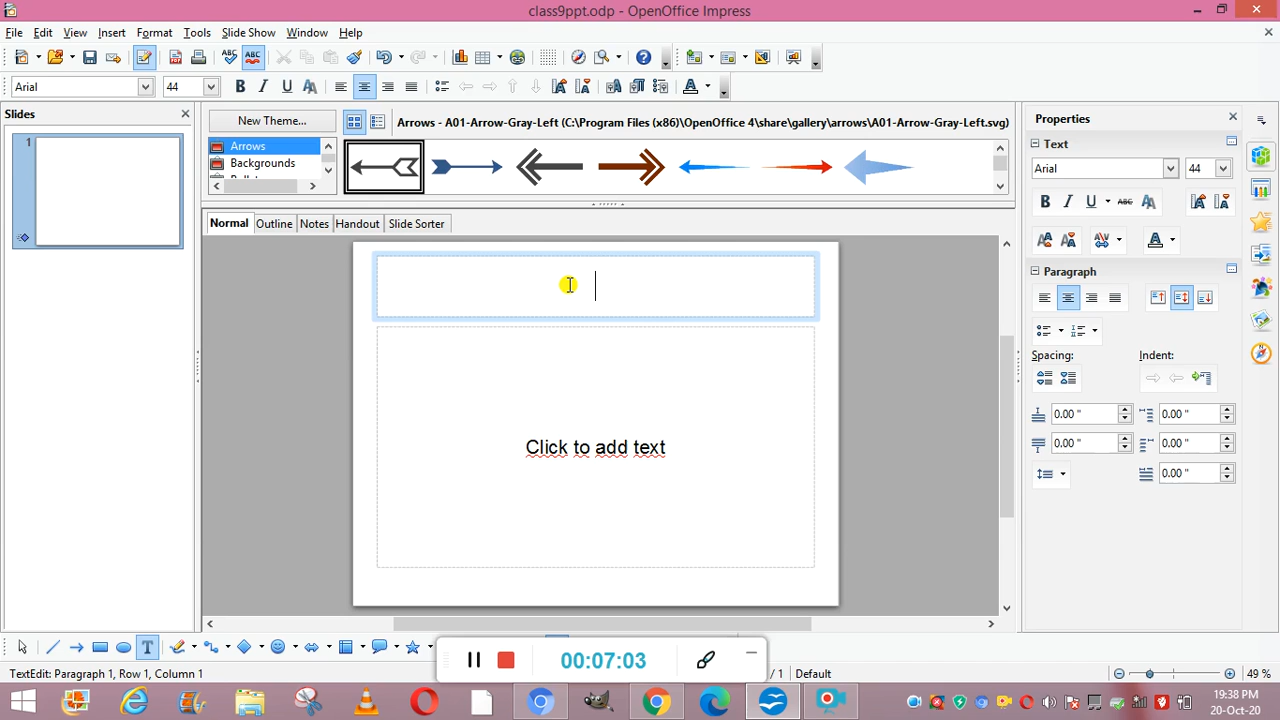 class9ppt.odp - OpenOffice Impress
File Edit View Insert Format Tools Slide Show Window Help
Arial 44
Slides
1
New Theme...
Arrows - A01-Arrow-Gray-Left (C:\Program Files (x86)\OpenOffice 4\share\gallery\arrows\A01-Arrow-Gray-Left.svg)
Arrows
Backgrounds
Normal Outline Notes Handout Slide Sorter
Click to add text
Properties
Text
Arial 44
Paragraph
Spacing: Indent:
0.00 " 0.00 "
0.00 " 0.00 "
0.00 "
00:07:03
TextEdit: Paragraph 1, Row 1, Column 1 / 1 Default 49 %
19:38 PM
20-Oct-20